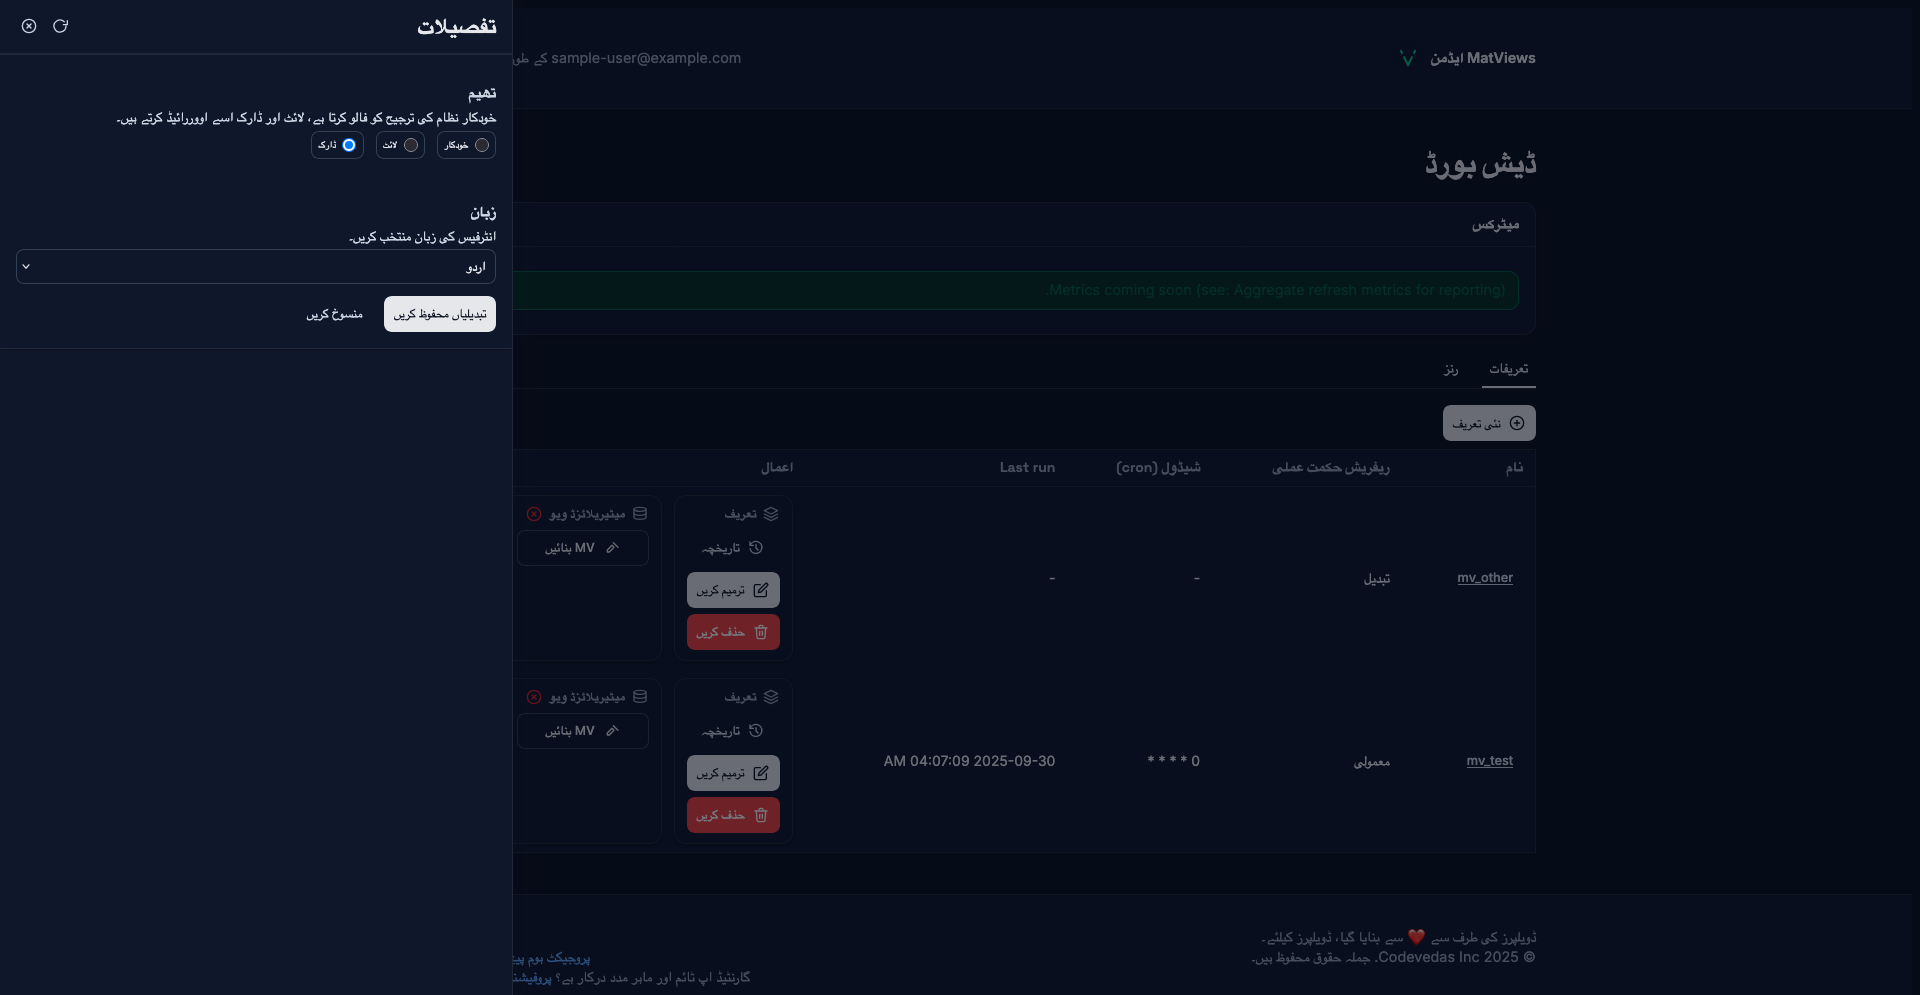 تفصیلات
تھیم
خودکار نظام کی ترجیح کو فالو کرتا ہے، لائٹ اور ڈارک اسے اووررائیڈ کرتے ہیں۔
خودکار
لائٹ
ڈارک
زبان
انٹرفیس کی زبان منتخب کریں۔
اردو
تبدیلیاں محفوظ کریں
منسوخ کریں
MatViews ایڈمن
sample-user@example.com کے طور
ڈیش بورڈ
میٹرکس
Metrics coming soon (see: Aggregate refresh metrics for reporting).
تعریفات
رنز
نئی تعریف
نام
ریفریش حکمت عملی
شیڈول (cron)
Last run
اعمال
mv_other
تبدیل
-
-
تعریف
تاریخچہ
ترمیم کریں
حذف کریں
میٹیریلائزڈ ویو
MV بنائیں
mv_test
معمولی
0 * * * *
2025-09-30 04:07:09 AM
تعریف
تاریخچہ
ترمیم کریں
حذف کریں
میٹیریلائزڈ ویو
MV بنائیں
ڈویلپرز کی طرف سے ❤️ سے بنایا گیا، ڈویلپرز کیلئے۔
© 2025 Codevedas Inc. جملہ حقوق محفوظ ہیں۔
پروجیکٹ ہوم
گارنٹیڈ اپ ٹائم اور ماہر مدد درکار ہے؟